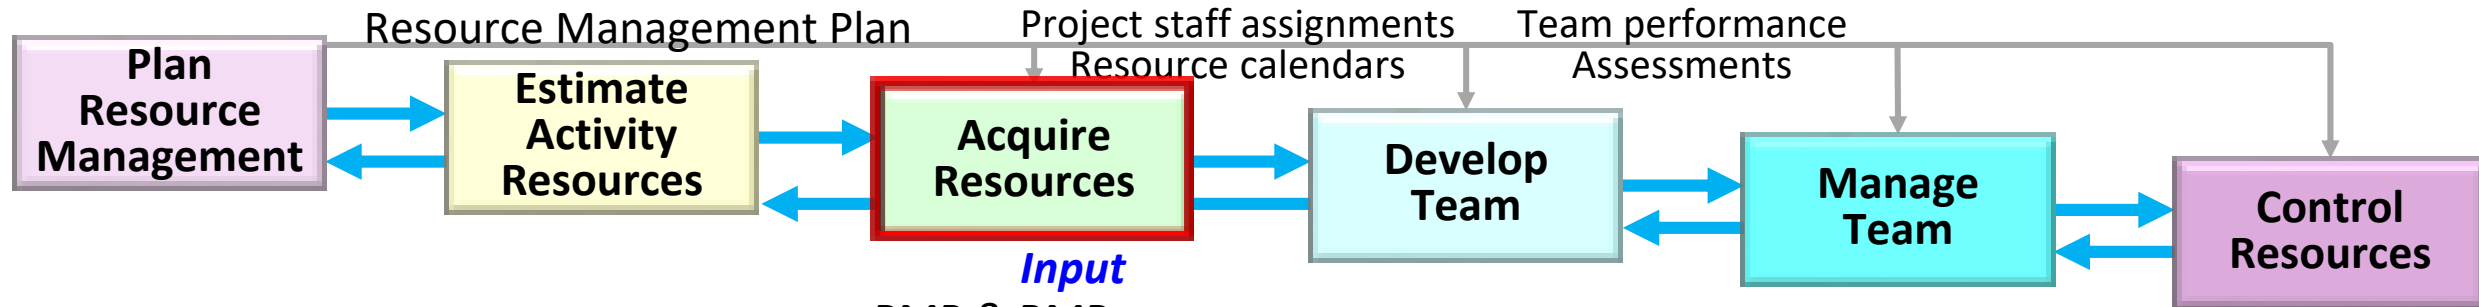 Resource Management Plan
Project staff assignments
Resource calendars
Team performance
Assessments
Plan
Resource
Management
Estimate
Activity
Resources
Acquire
Resources
Develop
Team
Manage
Team
Control
Resources
Input